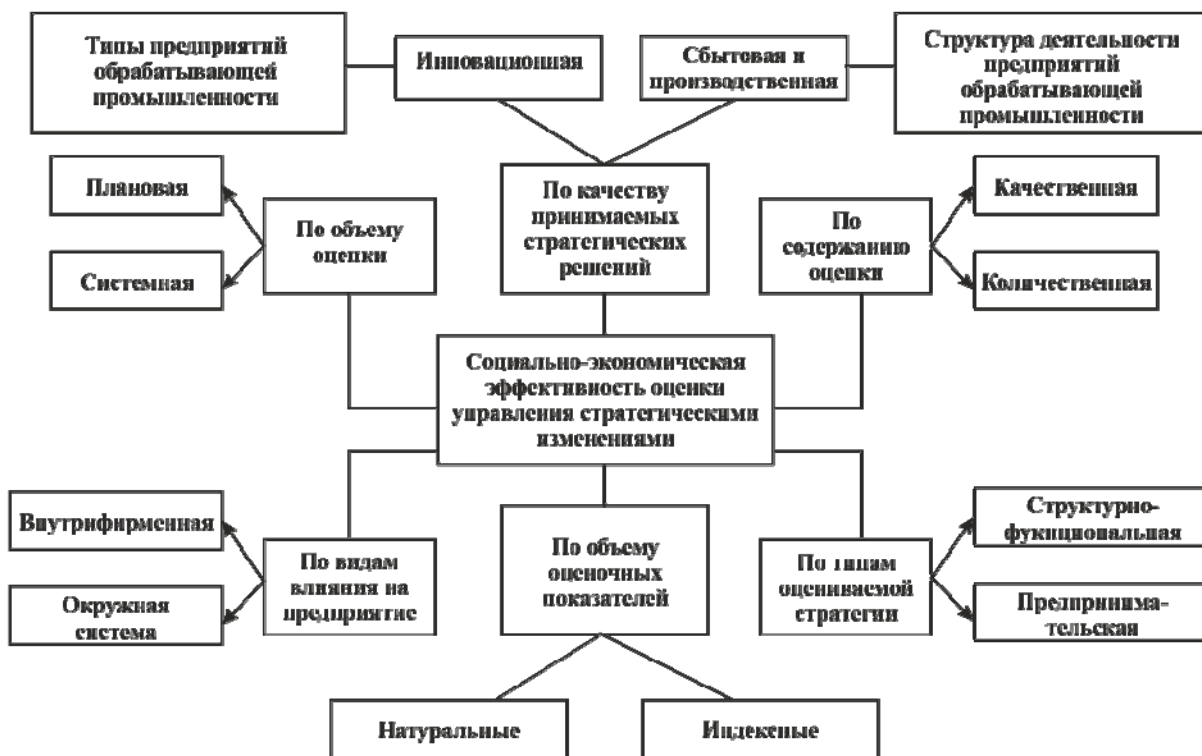 Типы предприятий
обрабатывающей
промышленности
Инновационная
Сбытовая и
производственная
Структура деятельности
предприятий
обрабатывающей
промышленности
Плановая
Системная
По объему
оценки
По качеству
принимаемых
стратегических
решений
По
содержанию
оценки
Качественная
Количественная
Социально-экономическая
эффективность оценки
управления стратегическими
изменениями
Внутрифирменная
Окружная
система
По видам
влияния на
предприятие
По объему
оценочных
показателей
По типам
оцениваемой
стратегии
Структурно-
функциональная
Предпринима-
тельская
Натуральные
Индексные